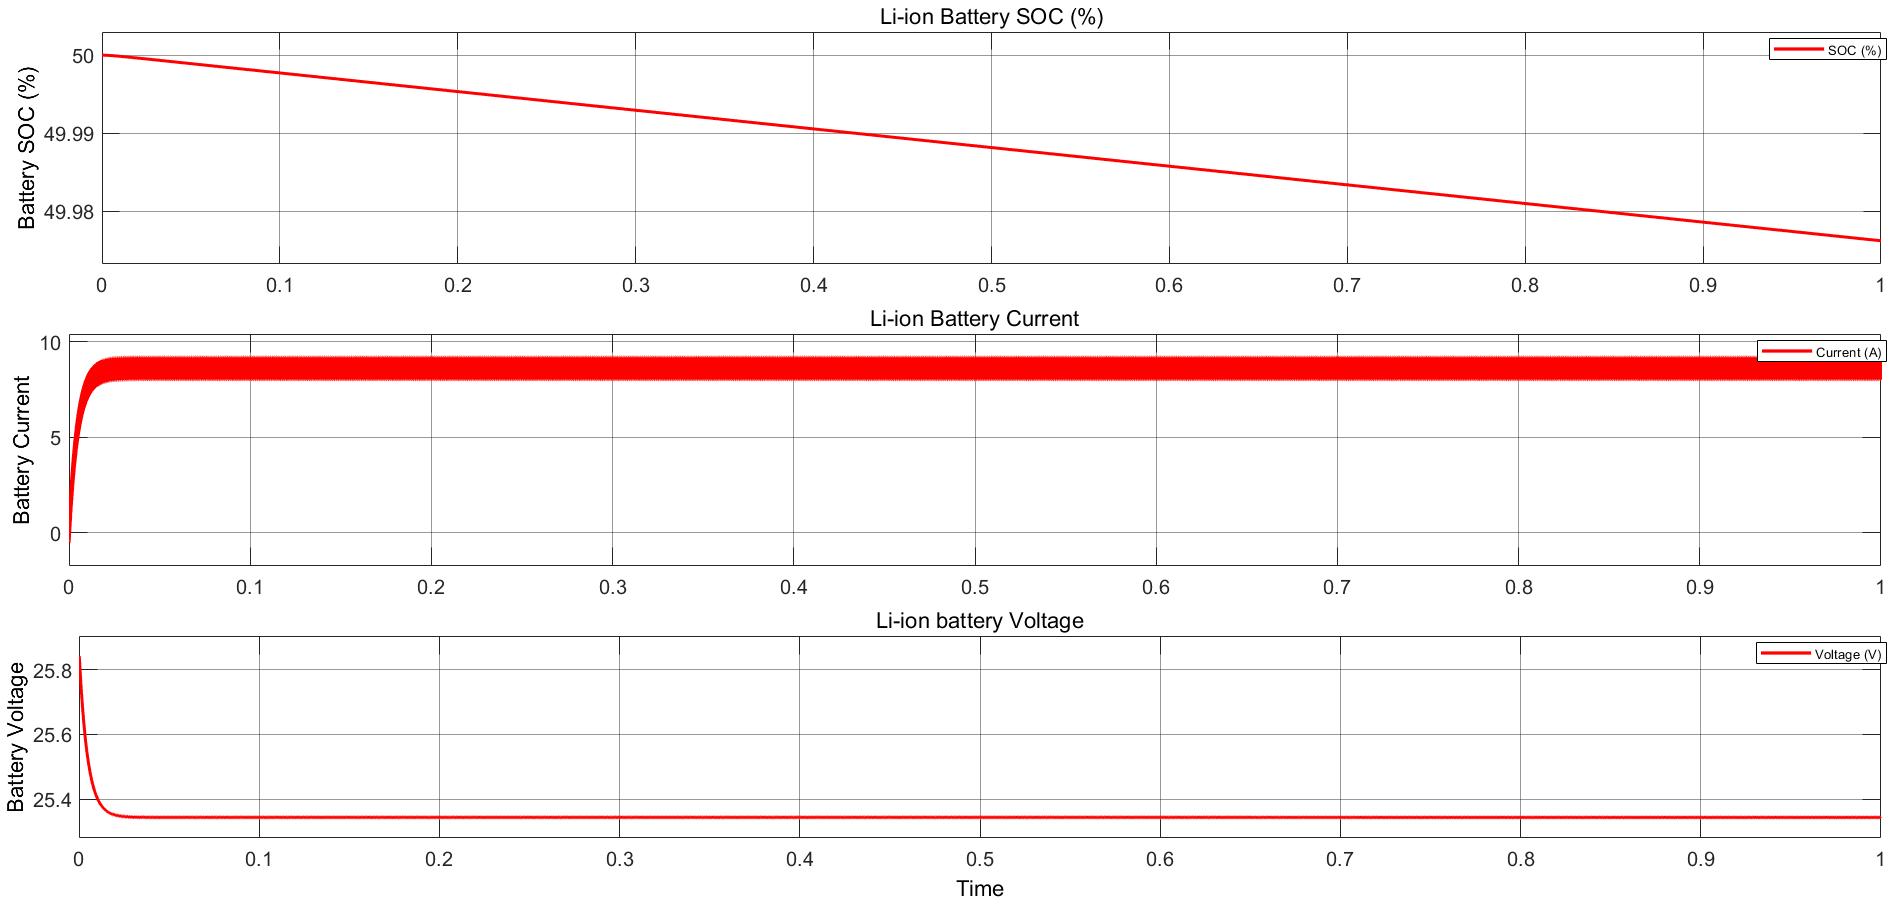 Li-ion Battery SOC (%)
Battery SOC (%)
50
49.99
49.98
SOC (%)
0 0.1 0.2 0.3 0.4 0.5 0.6 0.7 0.8 0.9 1
Li-ion Battery Current
Battery Current
10
5
0
Current (A)
0 0.1 0.2 0.3 0.4 0.5 0.6 0.7 0.8 0.9 1
Li-ion battery Voltage
Battery Voltage
25.8
25.6
25.4
Voltage (V)
0 0.1 0.2 0.3 0.4 0.5 0.6 0.7 0.8 0.9 1
Time